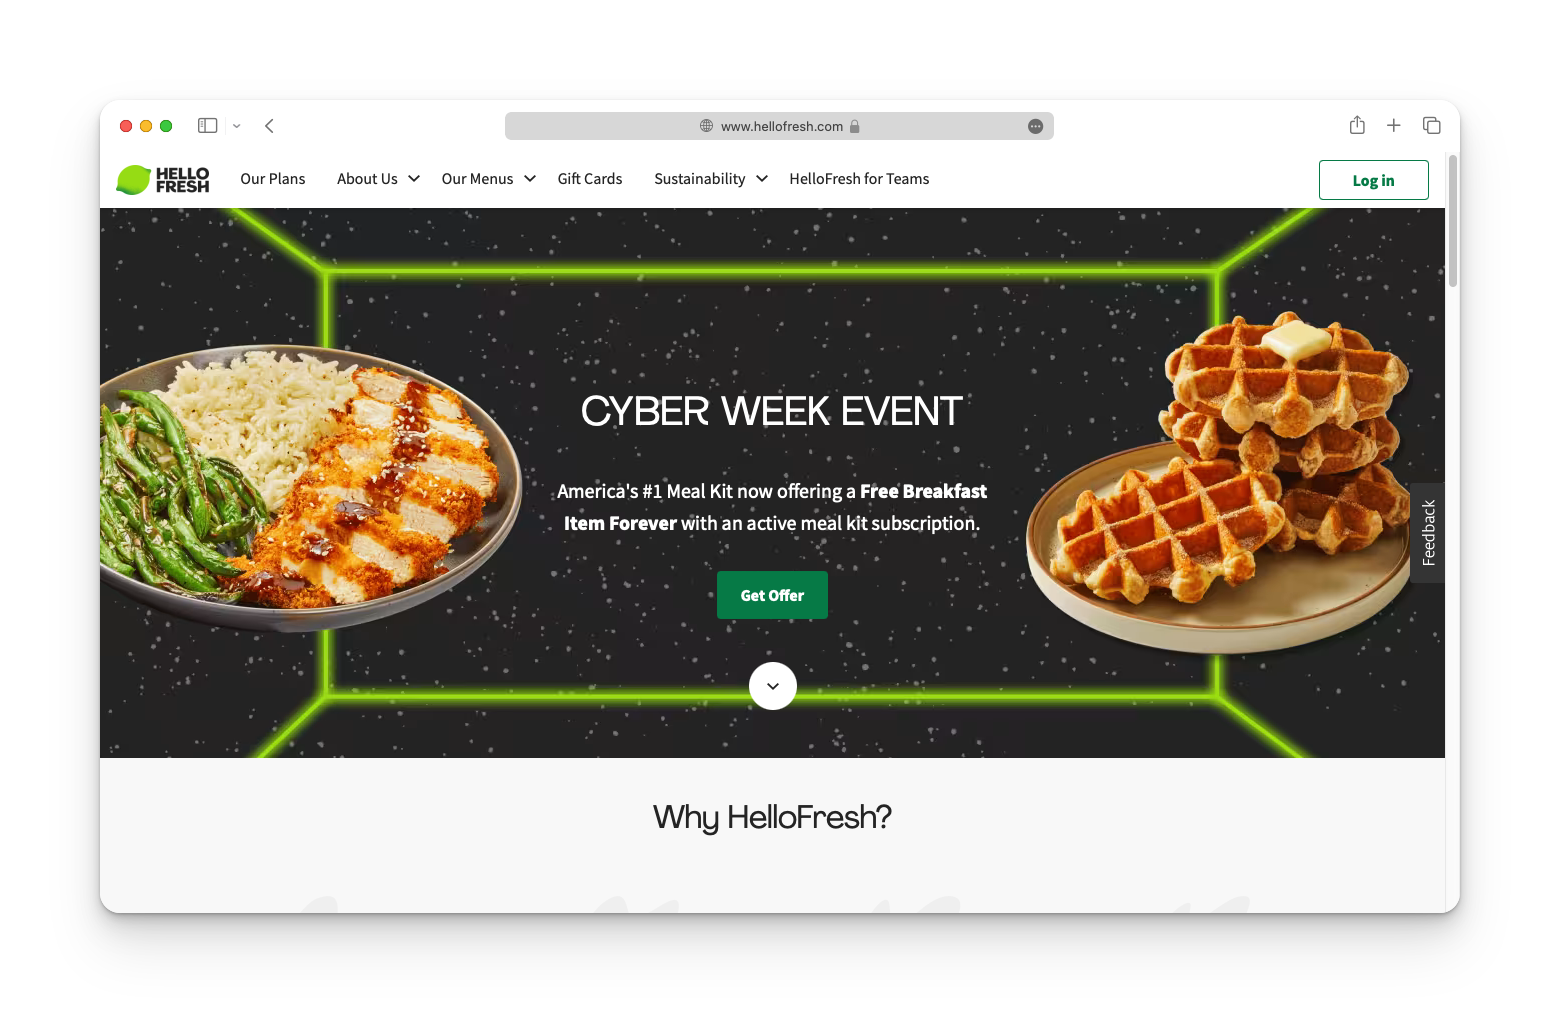 www.hellofresh.com
HELLO
FRESH
Our Plans
About Us
Our Menus
Gift Cards
Sustainability
HelloFresh for Teams
Log in
CYBER WEEK EVENT
America's #1 Meal Kit now offering a Free Breakfast
Item Forever with an active meal kit subscription.
Get Offer
Feedback
Why HelloFresh?